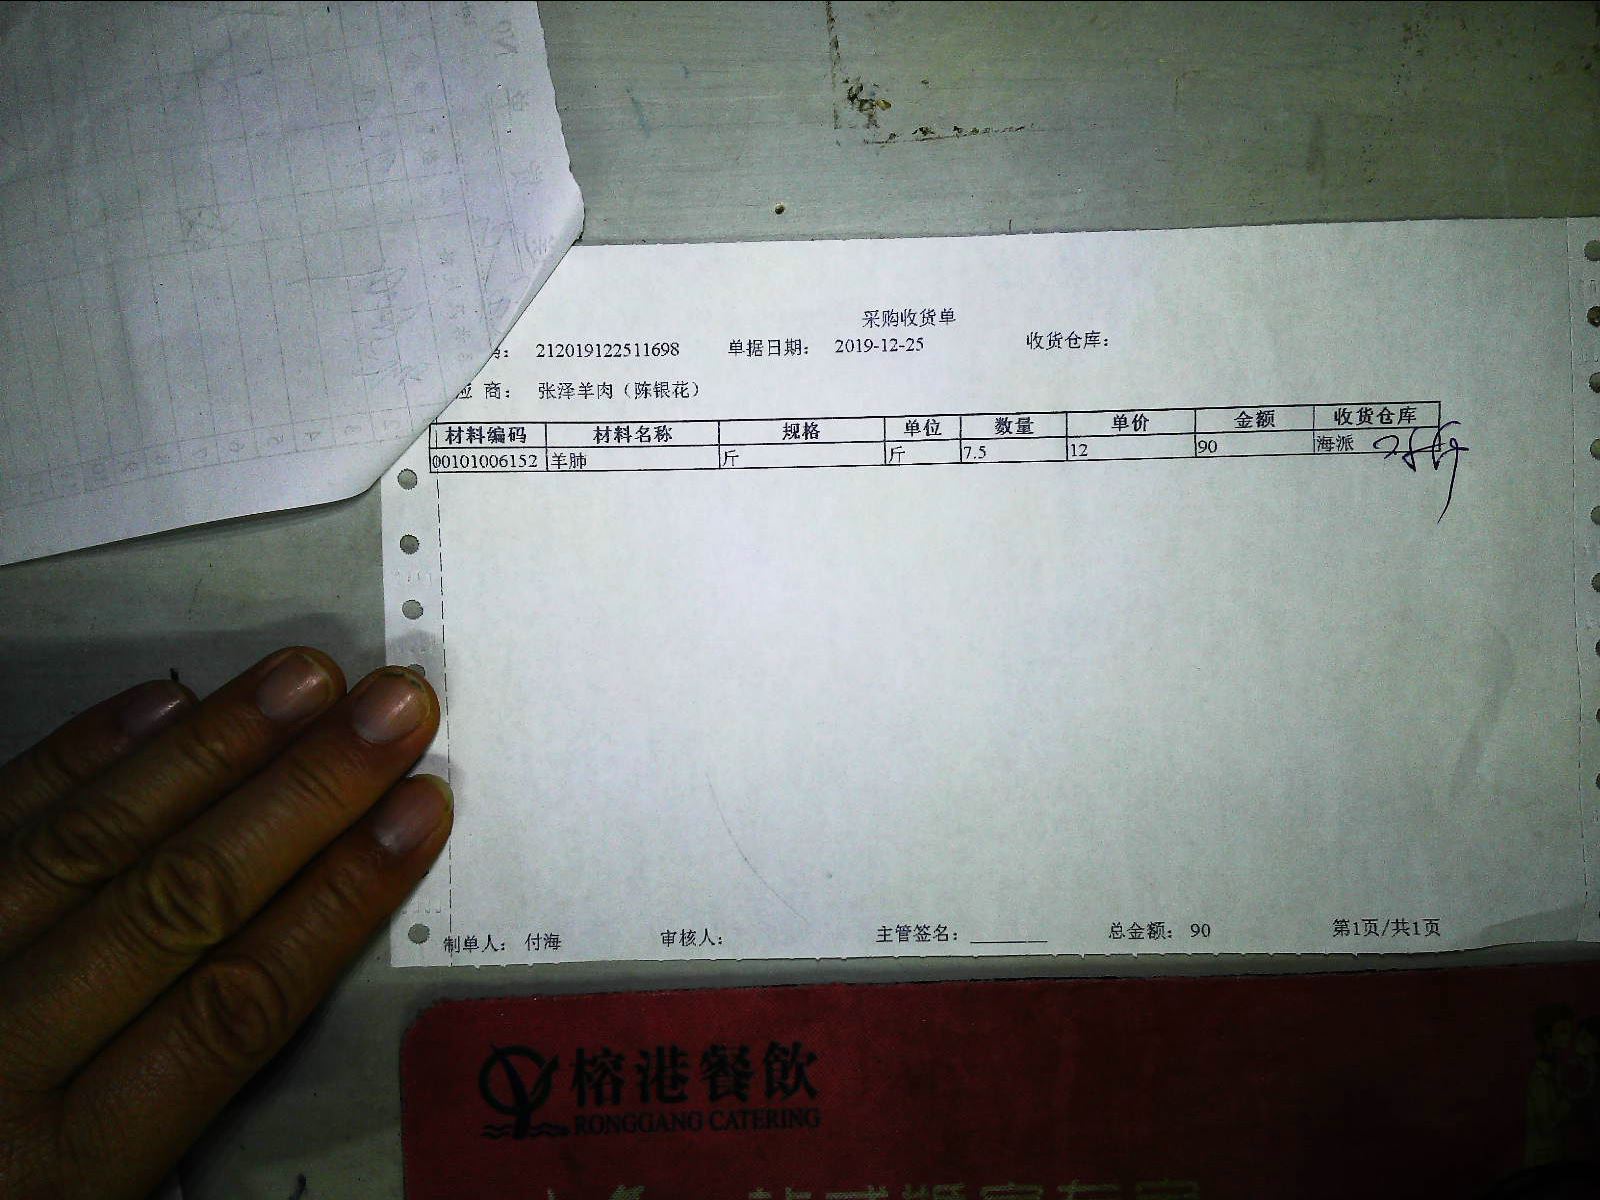 采购收货单
212019122511698 单据日期： 2019-12-25 收货仓库：
应 商： 张泽羊肉（陈银花）
材料编码 材料名称 规格 单位 数量 单价 金额 收货仓库
00101006152 羊肺 斤 斤 7.5 12 90 海派
制单人： 付海 审核人： 主管签名： 总金额： 90 第1页/共1页
榕港餐飲
RONGGANG CATERING